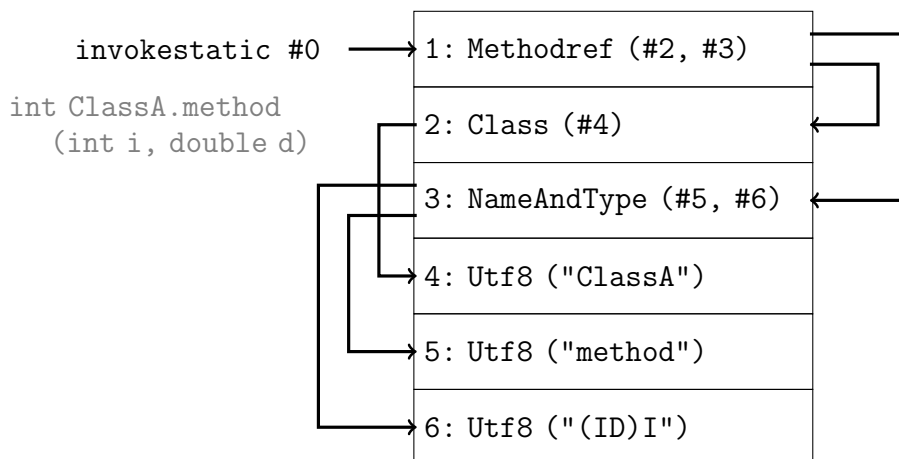 invokestatic #0
int ClassA.method
(int i, double d)
1: Methodref (#2, #3)
2: Class (#4)
3: NameAndType (#5, #6)
4: Utf8 ("ClassA")
5: Utf8 ("method")
6: Utf8 ("(ID)I")